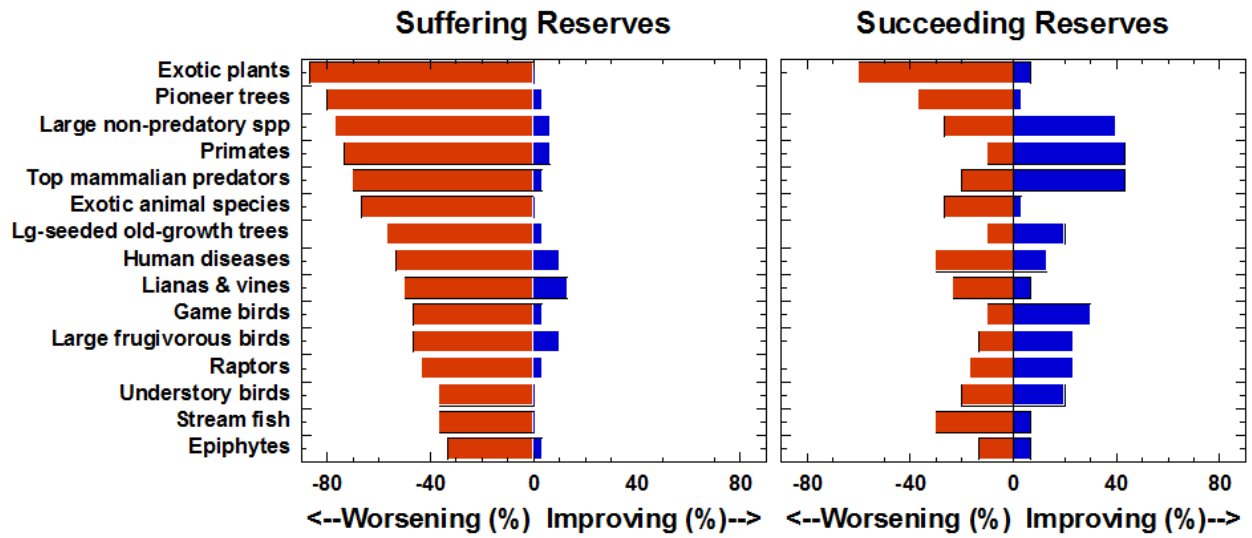 Suffering Reserves Succeeding Reserves
Exotic plants
Pioneer trees
Large non-predatory spp
Primates
Top mammalian predators
Exotic animal species
Lg-seeded old-growth trees
Human diseases
Lianas & vines
Game birds
Large frugivorous birds
Raptors
Understory birds
Stream fish
Epiphytes
-80 -40 0 40 80 -80 -40 0 40 80
<--Worsening (%) Improving (%)--> <--Worsening (%) Improving (%)-->